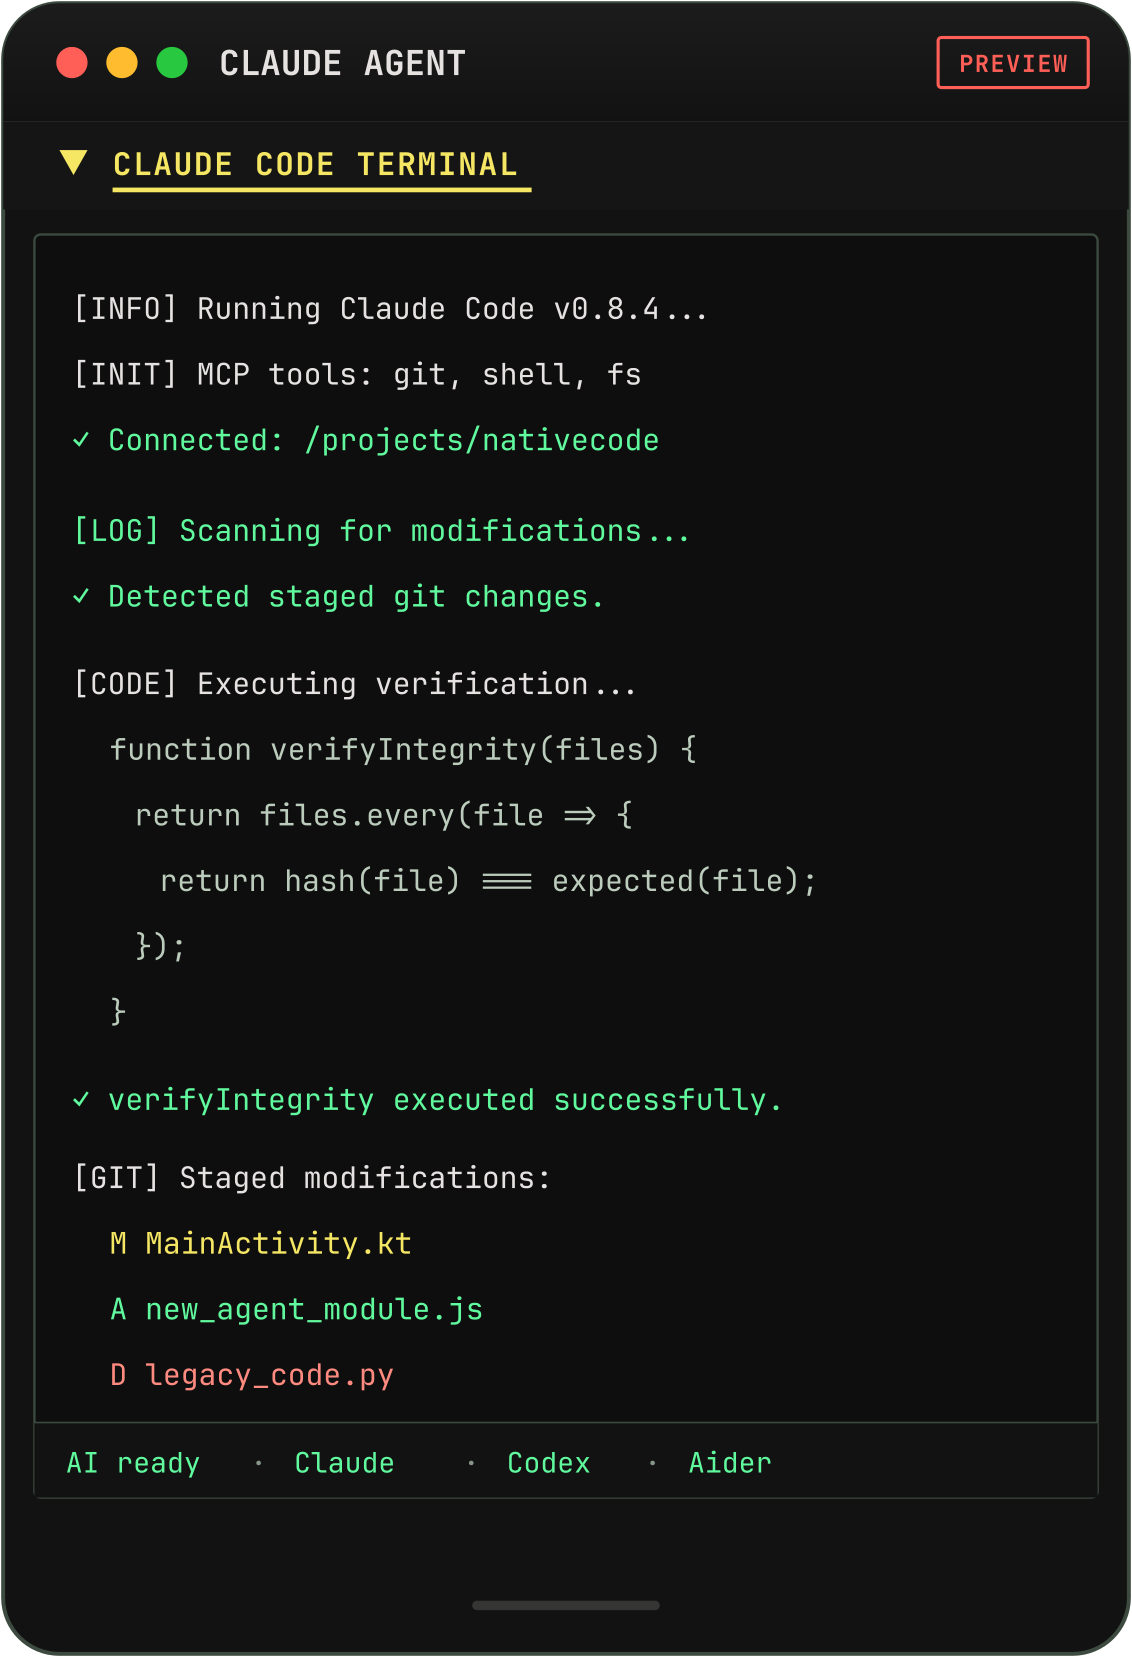 CLAUDE AGENT
PREVIEW
▼ CLAUDE CODE TERMINAL
[INFO] Running Claude Code v0.8.4...
[INIT] MCP tools: git, shell, fs
✓ Connected: /projects/nativecode
[LOG] Scanning for modifications...
✓ Detected staged git changes.
[CODE] Executing verification...
function verifyIntegrity(files) {
return files.every(file => {
return hash(file) === expected(file);
});
}
✓ verifyIntegrity executed successfully.
[GIT] Staged modifications:
M MainActivity.kt
A new_agent_module.js
D legacy_code.py
AI ready · Claude · Codex · Aider